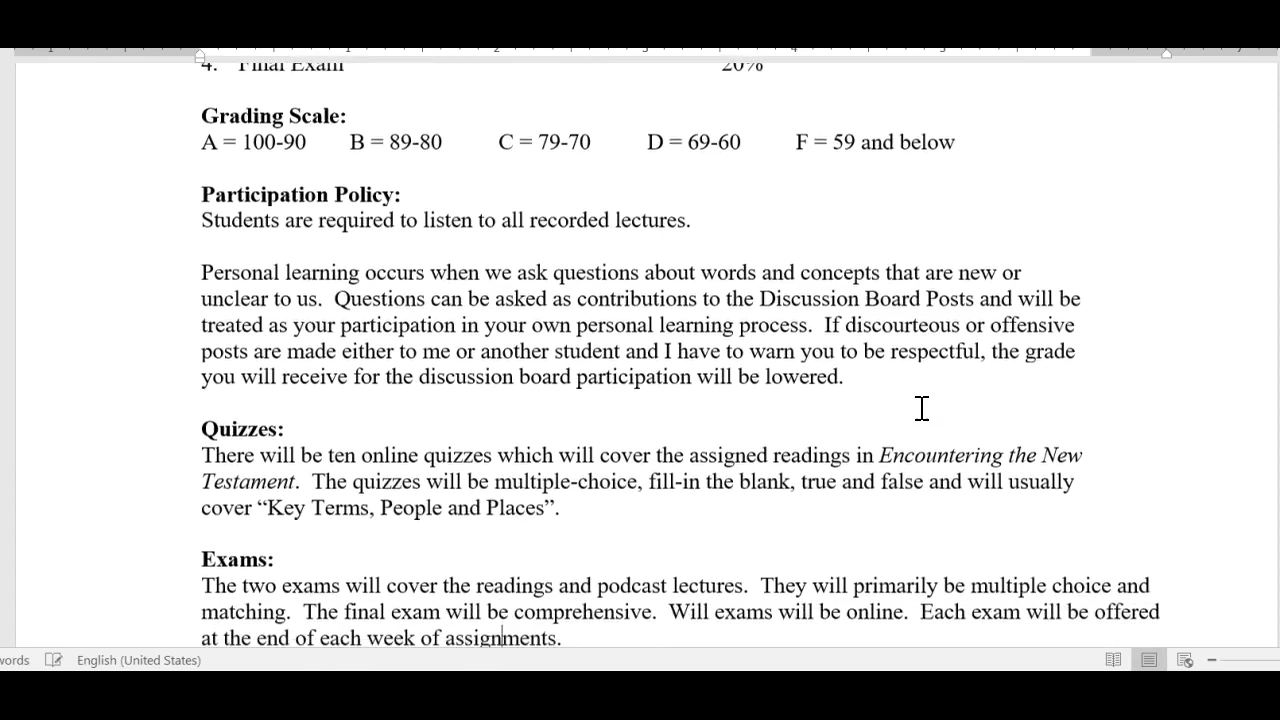 4. Final Exam 20%
Grading Scale:
A = 100-90 B = 89-80 C = 79-70 D = 69-60 F = 59 and below
Participation Policy:
Students are required to listen to all recorded lectures.
Personal learning occurs when we ask questions about words and concepts that are new or
unclear to us. Questions can be asked as contributions to the Discussion Board Posts and will be
treated as your participation in your own personal learning process. If discourteous or offensive
posts are made either to me or another student and I have to warn you to be respectful, the grade
you will receive for the discussion board participation will be lowered.
Quizzes:
There will be ten online quizzes which will cover the assigned readings in Encountering the New
Testament. The quizzes will be multiple-choice, fill-in the blank, true and false and will usually
cover “Key Terms, People and Places”.
Exams:
The two exams will cover the readings and podcast lectures. They will primarily be multiple choice and
matching. The final exam will be comprehensive. Will exams will be online. Each exam will be offered
at the end of each week of assignments.
words English (United States)